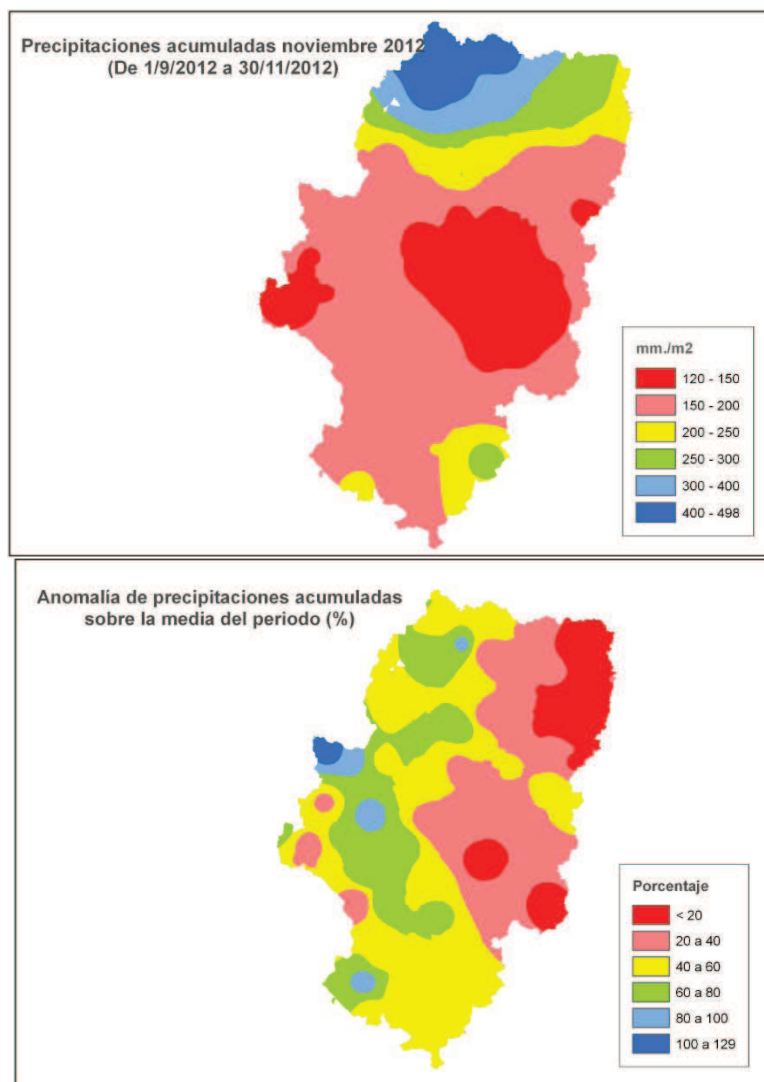 Precipitaciones acumuladas noviembre 2012
(De 1/9/2012 a 30/11/2012)
mm./m2
120 - 150
150 - 200
200 - 250
250 - 300
300 - 400
400 - 498
Anomalía de precipitaciones acumuladas
sobre la media del periodo (%)
Porcentaje
< 20
20 a 40
40 a 60
60 a 80
80 a 100
100 a 129